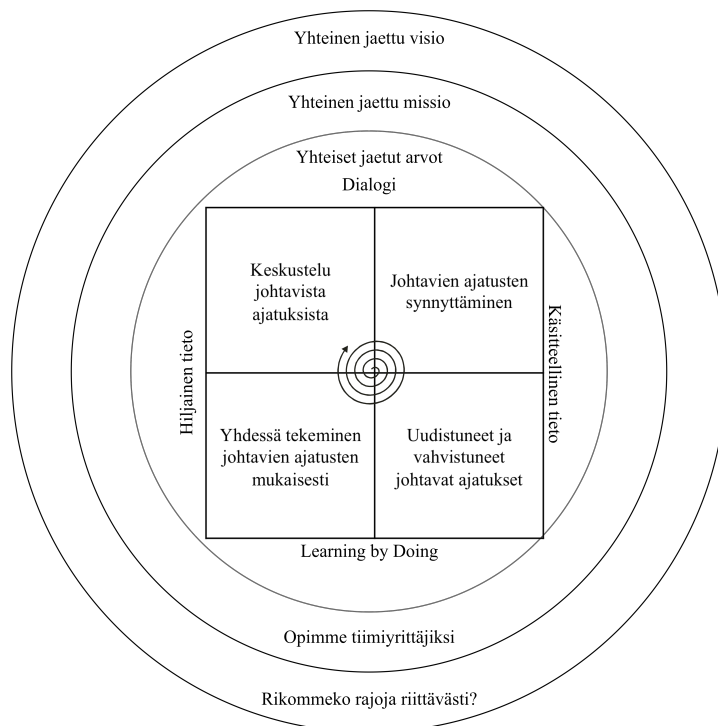 Yhteinen jaettu visio
Yhteinen jaettu missio
Yhteiset jaetut arvot
Dialogi
Keskustelu
johtavista
ajatuksista
Johtavien ajatusten
synnyttäminen
Hiljainen tieto
Käsitteellinen tieto
Yhdessä tekeminen
johtavien ajatusten
mukaisesti
Uudistuneet ja
vahvistuneet
johtavat ajatukset
Learning by Doing
Opimme tiimiyrittäjiksi
Rikommeko rajoja riittävästi?